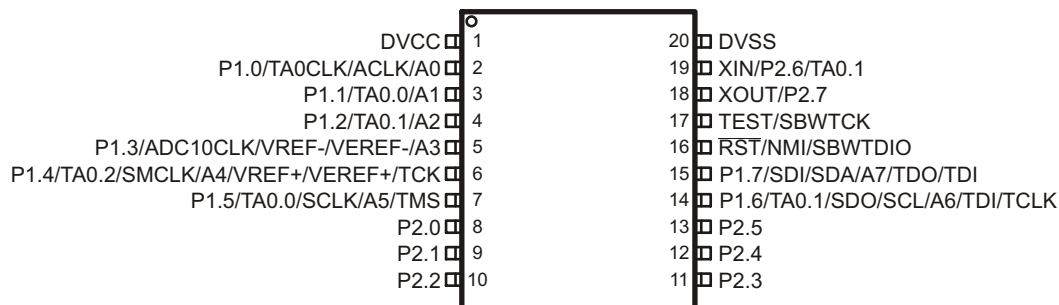 DVCC 1 20 DVSS
P1.0/TA0CLK/ACLK/A0 2 19 XIN/P2.6/TA0.1
P1.1/TA0.0/A1 3 18 XOUT/P2.7
P1.2/TA0.1/A2 4 17 TEST/SBWTCK
P1.3/ADC10CLK/VREF-/VEREF-/A3 5 16 RST/NMI/SBWTDIO
P1.4/TA0.2/SMCLK/A4/VREF+/VEREF+/TCK 6 15 P1.7/SDI/SDA/A7/TDO/TDI
P1.5/TA0.0/SCLK/A5/TMS 7 14 P1.6/TA0.1/SDO/SCL/A6/TDI/TCLK
P2.0 8 13 P2.5
P2.1 9 12 P2.4
P2.2 10 11 P2.3